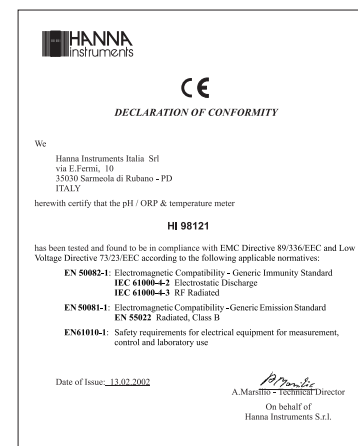 HANNA
instruments
CE
DECLARATION OF CONFORMITY
We
Hanna Instruments Italia Srl
via E.Fermi, 10
35030 Sarmeola di Rubano - PD
ITALY
herewith certify that the pH / ORP & temperature meter
HI 98121
has been tested and found to be in compliance with EMC Directive 89/336/EEC and Low
Voltage Directive 73/23/EEC according to the following applicable normatives:
EN 50082-1: Electromagnetic Compatibility - Generic Immunity Standard
IEC 61000-4-2 Electrostatic Discharge
IEC 61000-4-3 RF Radiated
EN 50081-1: Electromagnetic Compatibility - Generic Emission Standard
EN 55022 Radiated, Class B
EN61010-1: Safety requirements for electrical equipment for measurement,
control and laboratory use
Date of Issue: 13.02.2002
A.Marsilio
A.Marsilio - Technical Director
On behalf of
Hanna Instruments S.r.l.